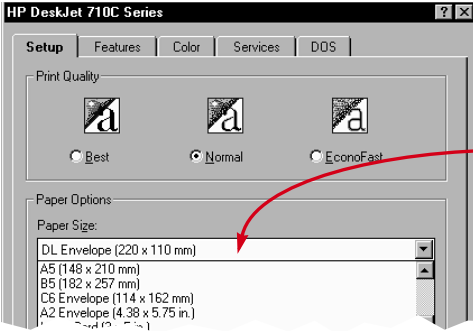 HP DeskJet 710C Series
Setup Features Color Services DOS
Print Quality
Best Normal EconoFast
Paper Options
Paper Size:
DL Envelope (220 x 110 mm)
A5 (148 x 210 mm)
B5 (182 x 257 mm)
C6 Envelope (114 x 162 mm)
A2 Envelope (4.38 x 5.75 in.)